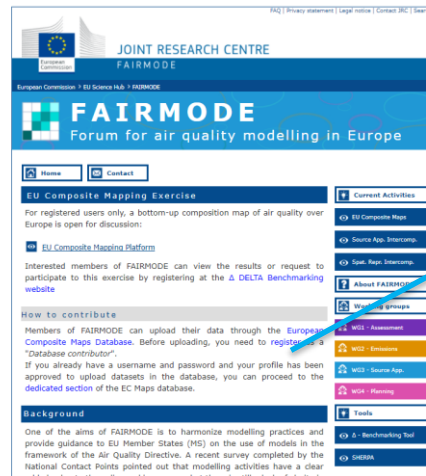 FAQ | Privacy statement | Legal notice | Contact JRC | Sear
European
Commission
JOINT RESEARCH CENTRE
FAIRMODE
European Commission > EU Science Hub > FAIRMODE
FAIRMODE
Forum for air quality modelling in Europe
Home
Contact
EU Composite Mapping Exercise
For registered users only, a bottom-up composition map of air quality over
Europe is open for discussion:
EU Composite Mapping Platform
Interested members of FAIRMODE can view the results or request to
participate to this exercise by registering at the Δ DELTA Benchmarking
website
How to contribute
Members of FAIRMODE can upload their data through the European
Composite Maps Database. Before uploading, you need to register as a
"Database contributor".
If you already have a username and password and your profile has been
approved to upload datasets in the database, you can proceed to the
dedicated section of the EC Maps database.
Background
One of the aims of FAIRMODE is to harmonize modelling practices and
provide guidance to EU Member States (MS) on the use of models in the
framework of the Air Quality Directive. A recent survey completed by the
National Contact Points pointed out that modelling activities have a clear
Current Activities
EU Composite Maps
Source App. Intercomp.
Spat. Repr. Intercomp.
About FAIRMODE
Working groups
WG1 - Assessment
WG2 - Emissions
WG3 - Source App.
WG4 - Planning
Tools
Δ - Benchmarking Tool
SHERPA